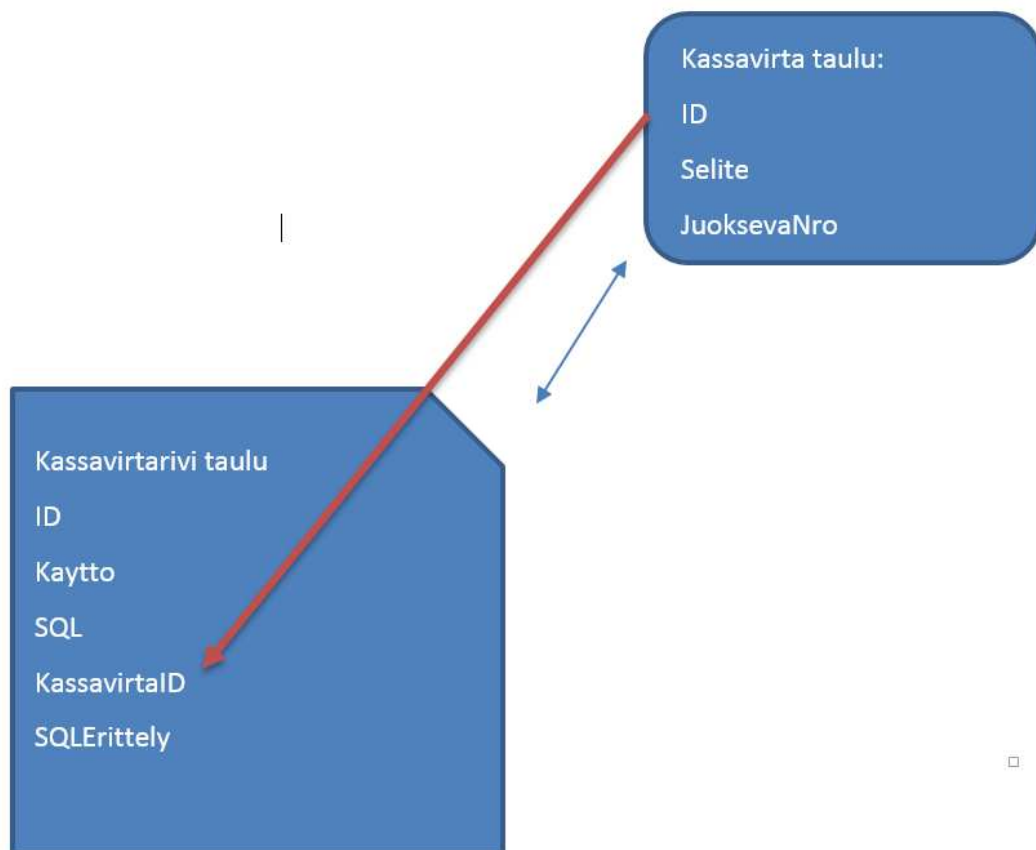 Kassavirta taulu:
ID
Selite
JuoksevaNro
Kassavirtarivi taulu
ID
Kaytto
SQL
KassavirtaID
SQLErittely